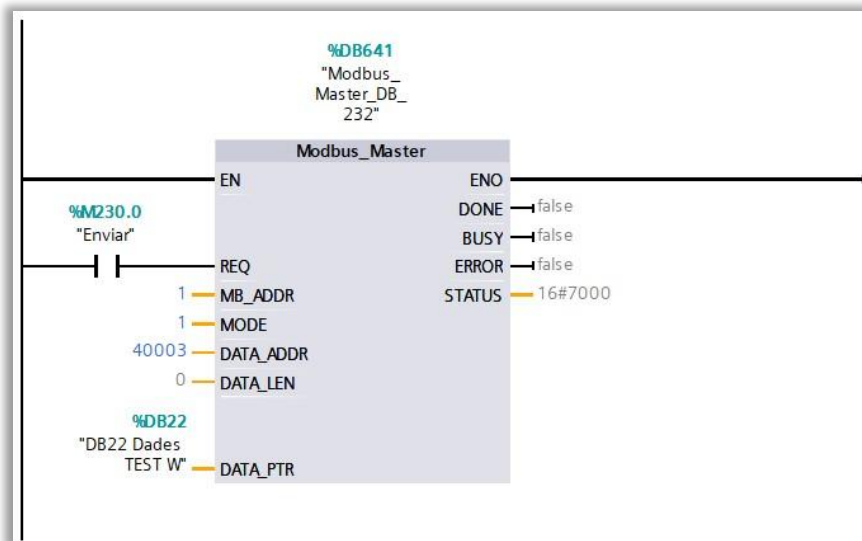 %DB641
"Modbus_
Master_DB_
232"
Modbus_Master
EN ENO
DONE false
%M230.0
"Enviar"
BUSY false
REQ ERROR false
1 MB_ADDR STATUS 16#7000
1 MODE
40003 DATA_ADDR
0 DATA_LEN
%DB22
"DB22 Dades
TEST W" DATA_PTR